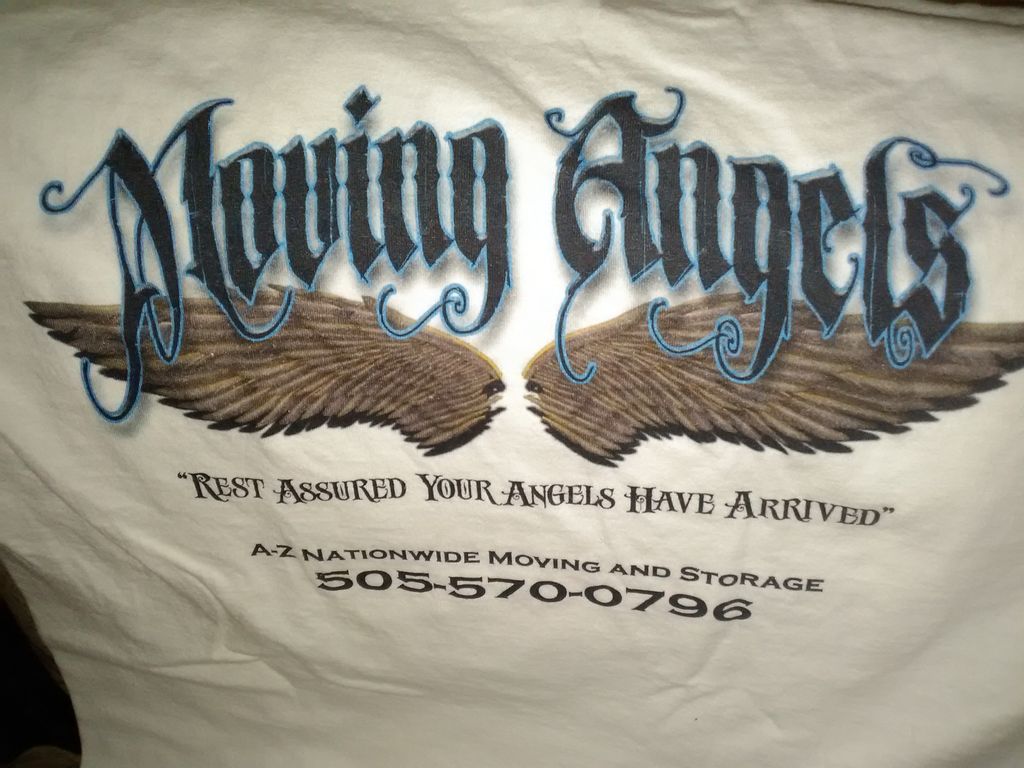 Moving Angels
"Rest Assured Your Angels Have Arrived"
A-Z Nationwide Moving and Storage
505-570-0796